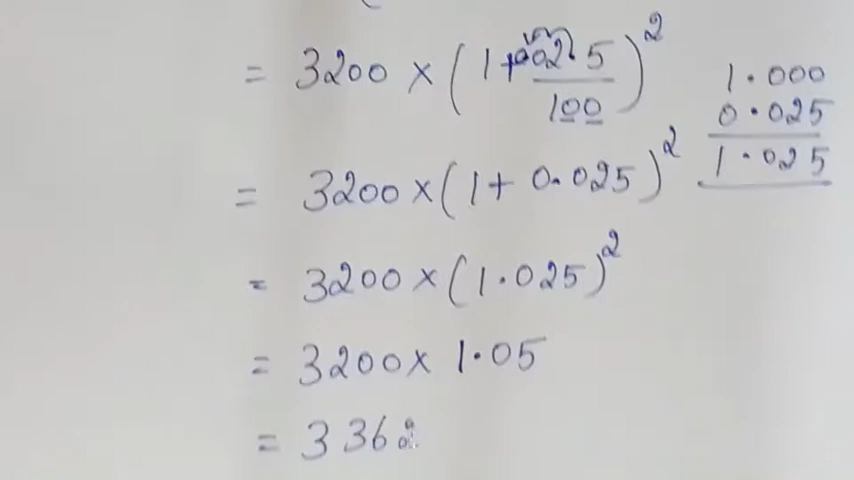 = 3200 × (1+ 2.5/100)²
1.000
0.025
1.025
= 3200 × (1+ 0.025)²
= 3200 × (1.025)²
= 3200 × 1.05
= 336